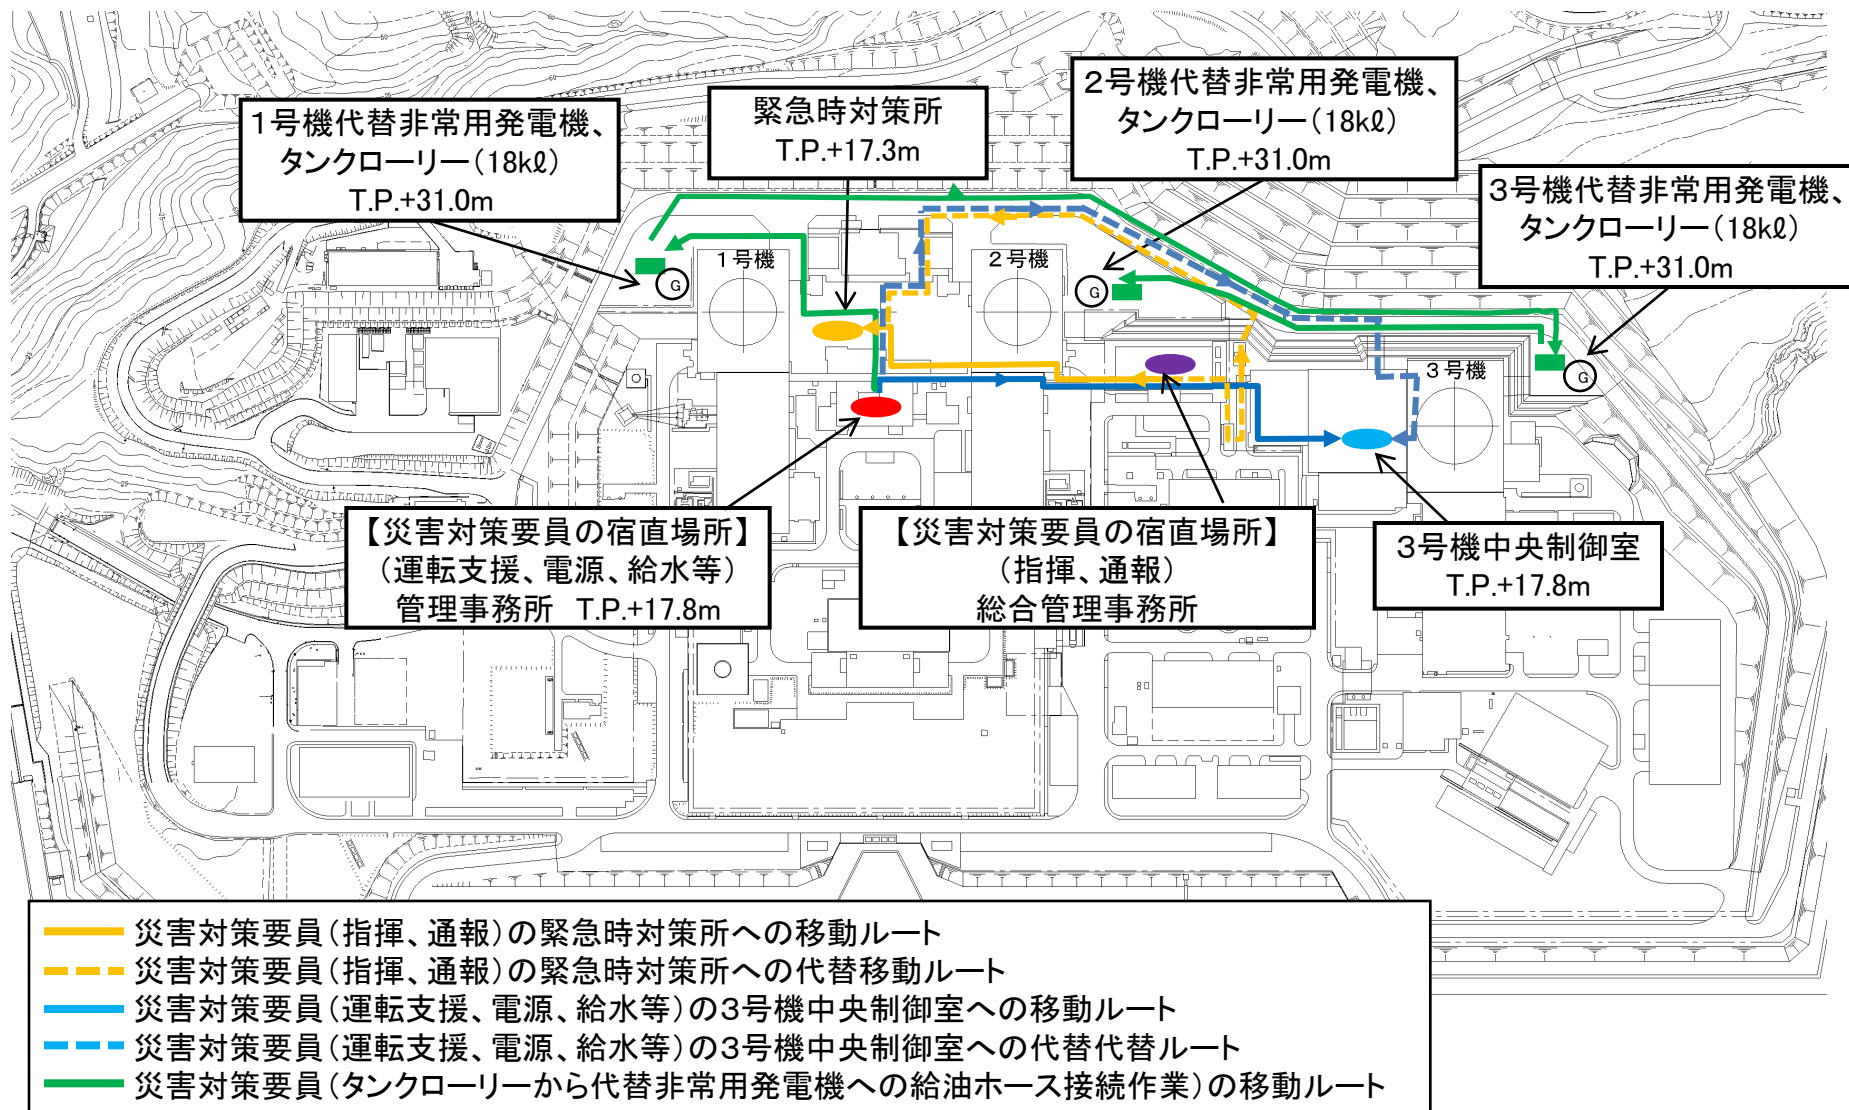 1号機代替非常用発電機、
タンクローリー(18kℓ)
T.P.+31.0m
緊急時対策所
T.P.+17.3m
2号機代替非常用発電機、
タンクローリー(18kℓ)
T.P.+31.0m
3号機代替非常用発電機、
タンクローリー(18kℓ)
T.P.+31.0m
1号機
2号機
3号機
G
G
G
【災害対策要員の宿直場所】
(運転支援、電源、給水等)
管理事務所 T.P.+17.8m
【災害対策要員の宿直場所】
(指揮、通報)
総合管理事務所
3号機中央制御室
T.P.+17.8m
災害対策要員(指揮、通報)の緊急時対策所への移動ルート
災害対策要員(指揮、通報)の緊急時対策所への代替移動ルート
災害対策要員(運転支援、電源、給水等)の3号機中央制御室への移動ルート
災害対策要員(運転支援、電源、給水等)の3号機中央制御室への代替代替ルート
災害対策要員(タンクローリーから代替非常用発電機への給油ホース接続作業)の移動ルート